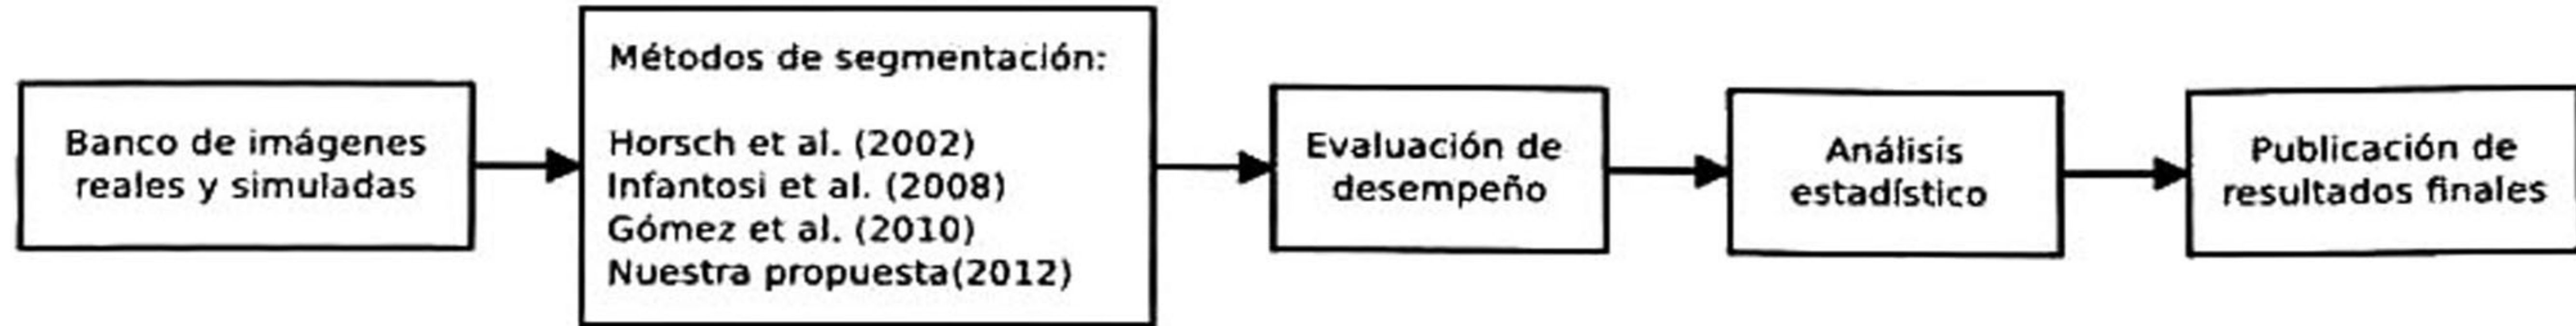 Banco de imágenes
reales y simuladas
Métodos de segmentación:
Horsch et al. (2002)
Infantosi et al. (2008)
Gómez et al. (2010)
Nuestra propuesta(2012)
Evaluación de
desempeño
Análisis
estadístico
Publicación de
resultados finales